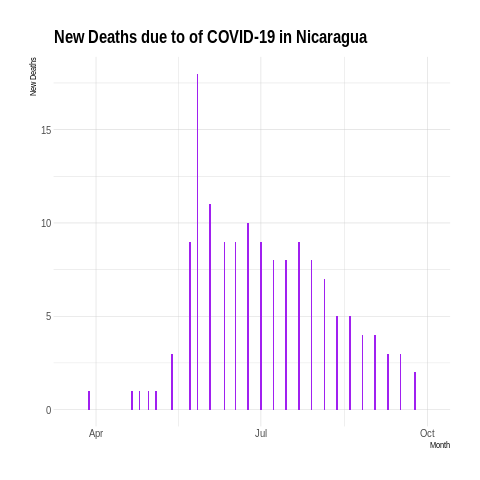 New Deaths due to of COVID-19 in Nicaragua
New Deaths
15
10
5
0
Apr
Jul
Oct
Month